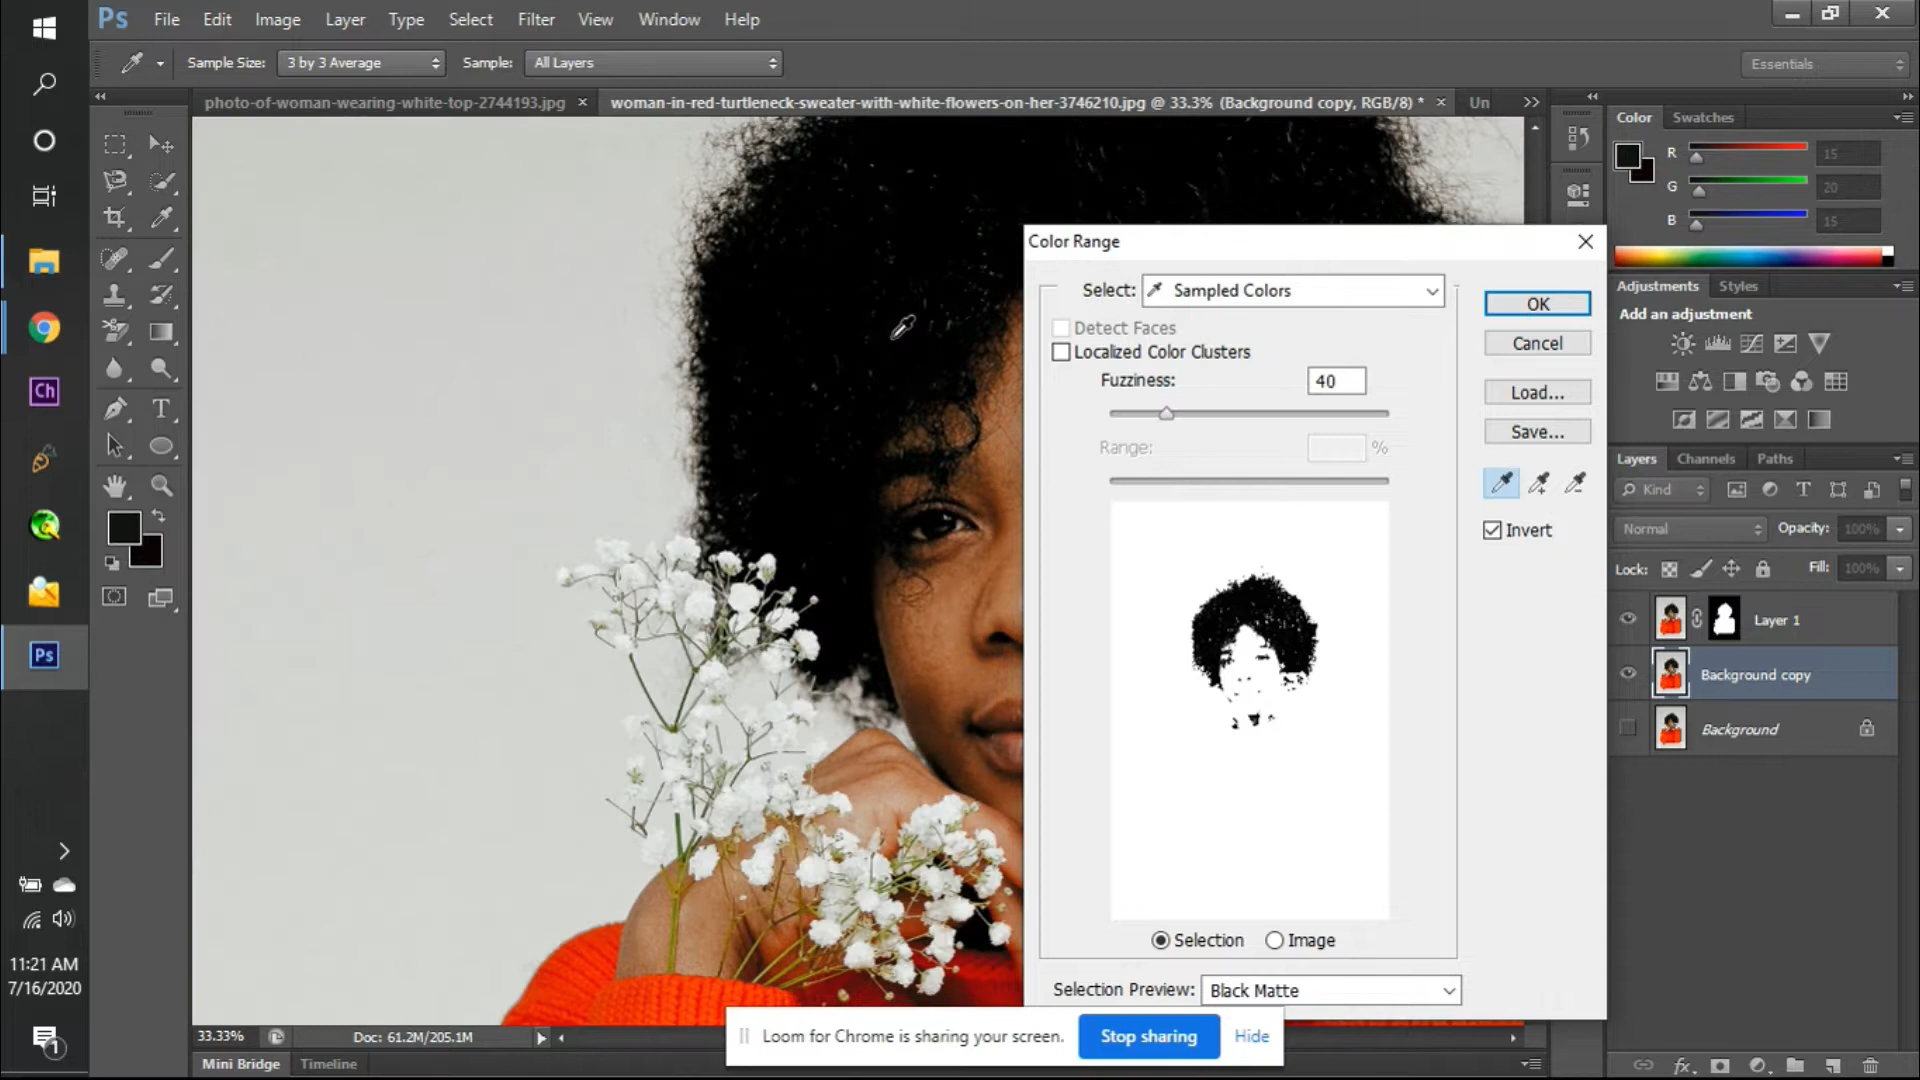 Ps File Edit Image Layer Type Select Filter View Window Help
Sample Size: 3 by 3 Average Sample: All Layers Essentials
photo-of-woman-wearing-white-top-2744193.jpg × woman-in-red-turtleneck-sweater-with-white-flowers-on-her-3746210.jpg @ 33.3% (Background copy, RGB/8) * × Un
Color Swatches
R 15
G 20
B 15
Color Range
Select: Sampled Colors
OK
Detect Faces
Cancel
Localized Color Clusters
Fuzziness: 40
Load...
Range: %
Save...
Invert
Selection Image
Selection Preview: Black Matte
Adjustments Styles
Add an adjustment
Layers Channels Paths
Kind
Normal Opacity: 100%
Lock: Fill: 100%
Layer 1
Background copy
Background
Ch
Ps
11:21 AM
7/16/2020
1
33.33% Doc: 61.2M/205.1M
Loom for Chrome is sharing your screen. Stop sharing Hide
Mini Bridge Timeline